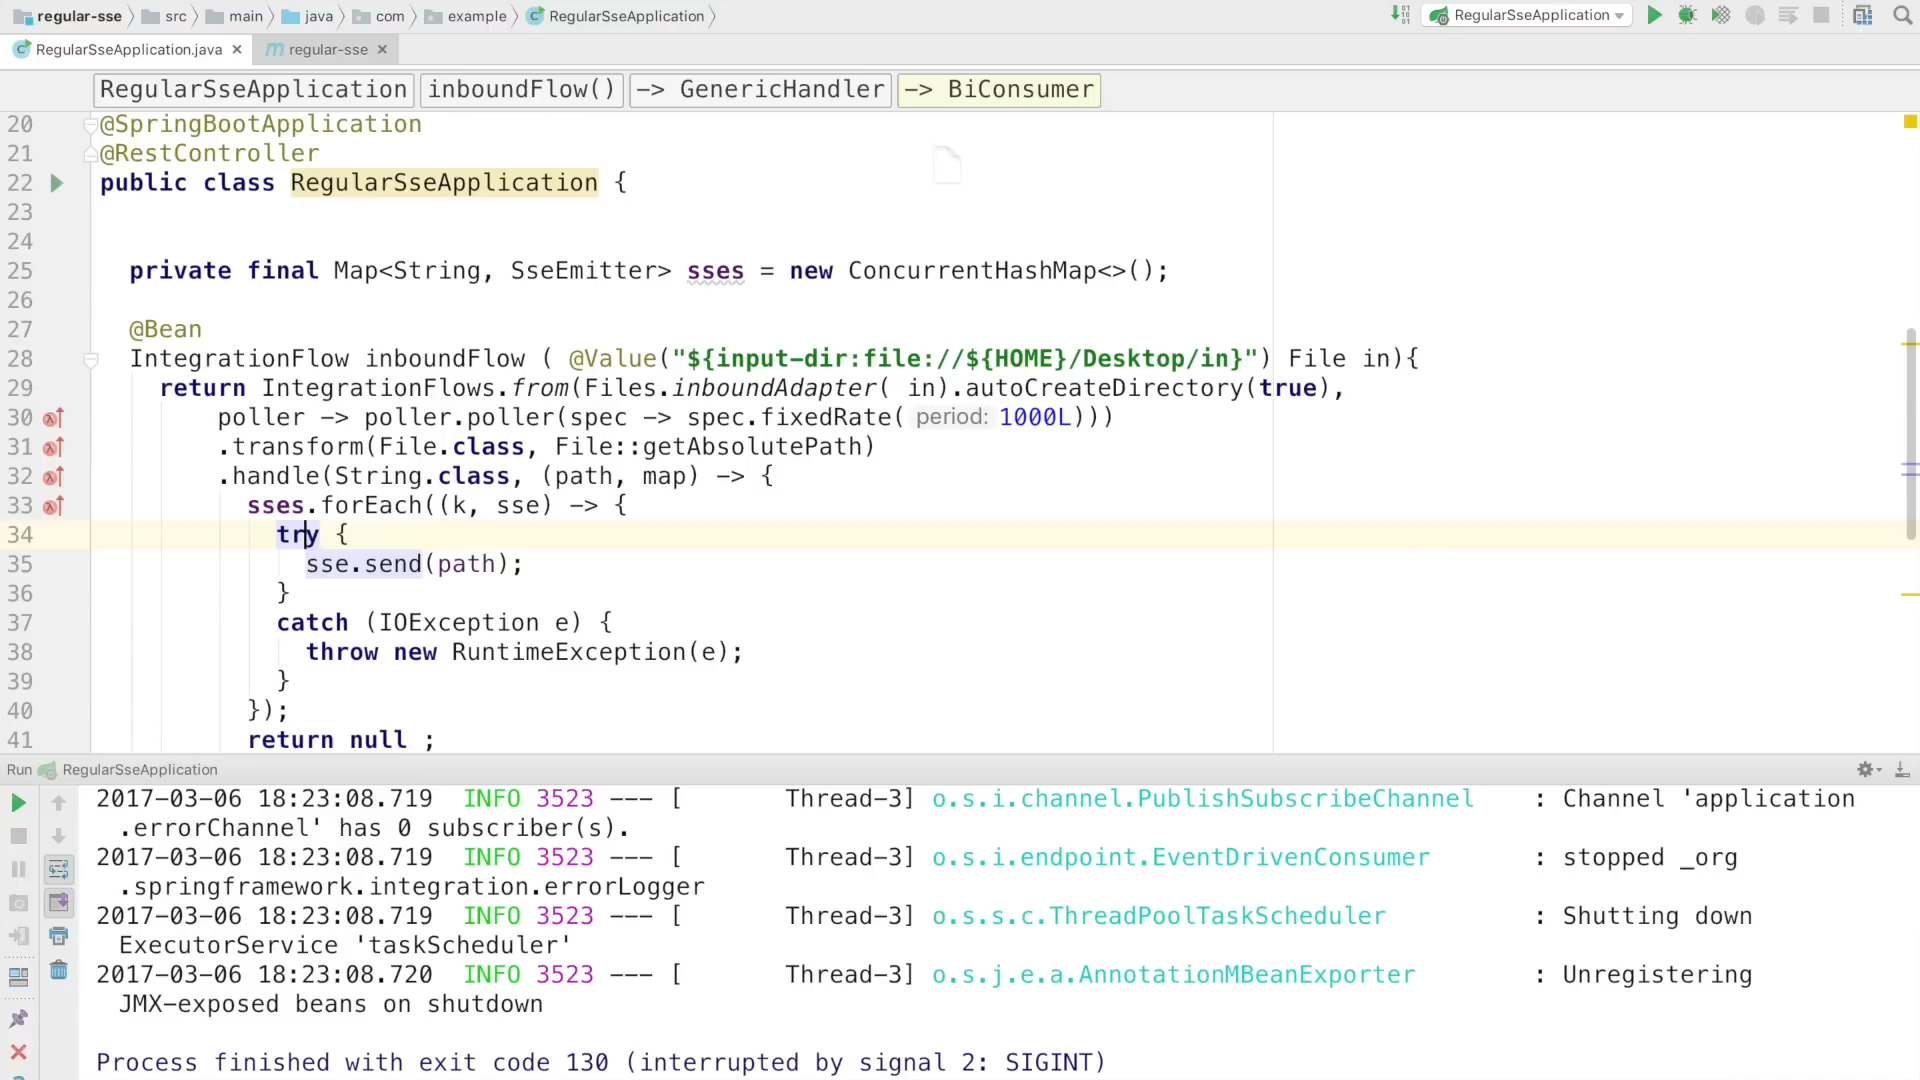 regular-sse src main java com example RegularSseApplication RegularSseApplication
RegularSseApplication.java regular-sse
RegularSseApplication inboundFlow() -> GenericHandler -> BiConsumer
20 @SpringBootApplication
21 @RestController
22 public class RegularSseApplication {
23
24
25 private final Map<String, SseEmitter> sses = new ConcurrentHashMap<>();
26
27 @Bean
28 IntegrationFlow inboundFlow ( @Value("${input-dir:file://${HOME}/Desktop/in}") File in){
29 return IntegrationFlows.from(Files.inboundAdapter( in).autoCreateDirectory(true),
30 poller -> poller.poller(spec -> spec.fixedRate( period: 1000L)))
31 .transform(File.class, File::getAbsolutePath)
32 .handle(String.class, (path, map) -> {
33 sses.forEach((k, sse) -> {
34 try {
35 sse.send(path);
36 }
37 catch (IOException e) {
38 throw new RuntimeException(e);
39 }
40 });
41 return null ;
Run RegularSseApplication
2017-03-06 18:23:08.719 INFO 3523 --- [ Thread-3] o.s.i.channel.PublishSubscribeChannel : Channel 'application
.errorChannel' has 0 subscriber(s).
2017-03-06 18:23:08.719 INFO 3523 --- [ Thread-3] o.s.i.endpoint.EventDrivenConsumer : stopped _org
.springframework.integration.errorLogger
2017-03-06 18:23:08.719 INFO 3523 --- [ Thread-3] o.s.s.c.ThreadPoolTaskScheduler : Shutting down
ExecutorService 'taskScheduler'
2017-03-06 18:23:08.720 INFO 3523 --- [ Thread-3] o.s.j.e.a.AnnotationMBeanExporter : Unregistering
JMX-exposed beans on shutdown
Process finished with exit code 130 (interrupted by signal 2: SIGINT)